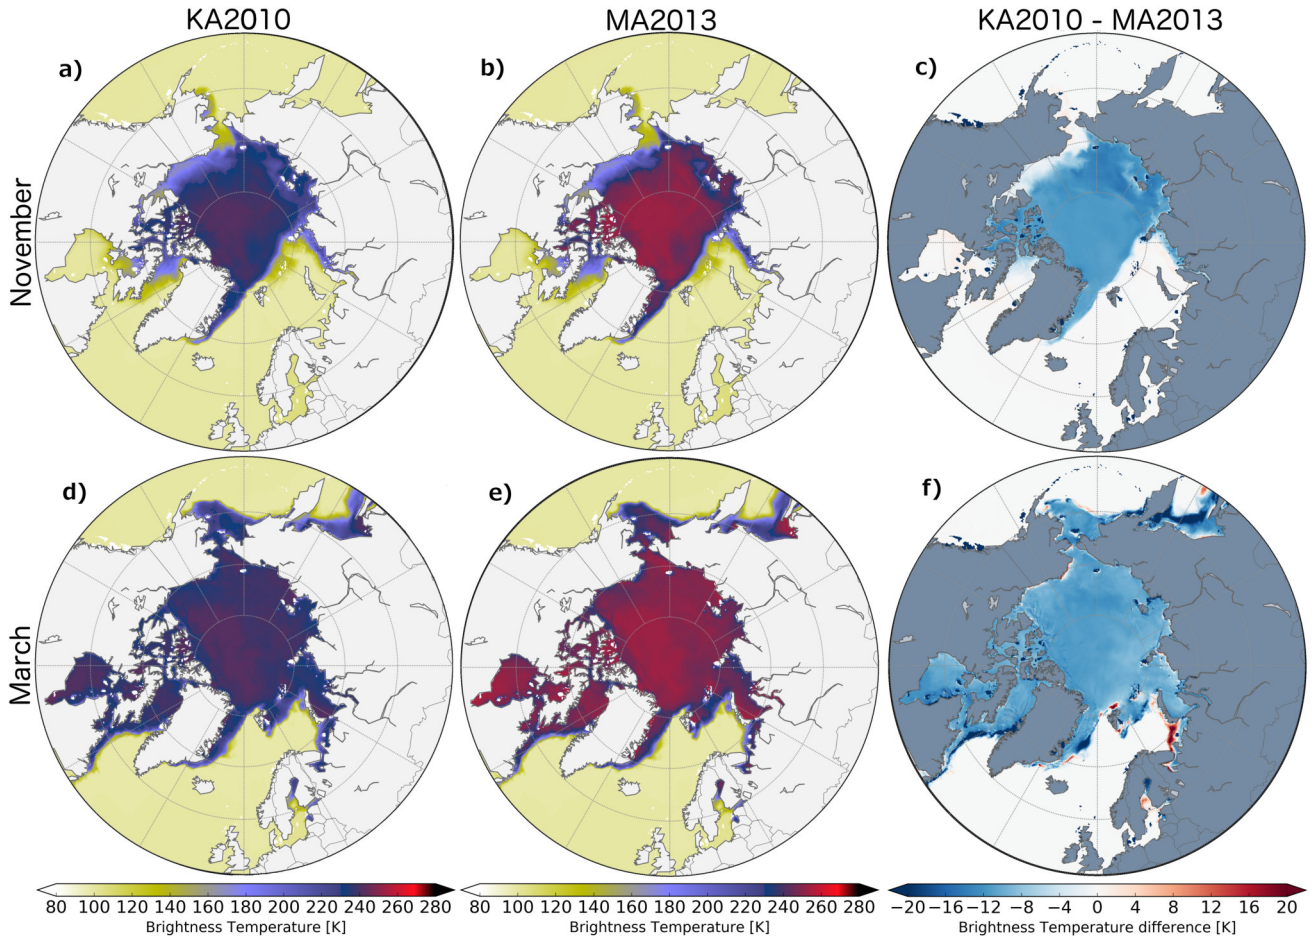 KA2010
MA2013
KA2010 - MA2013
a)
b)
c)
November
d)
e)
f)
March
80 100 120 140 160 180 200 220 240 260 280
80 100 120 140 160 180 200 220 240 260 280
−20 −16 −12 −8 −4 0 4 8 12 16 20
Brightness Temperature [K]
Brightness Temperature [K]
Brightness Temperature difference [K]